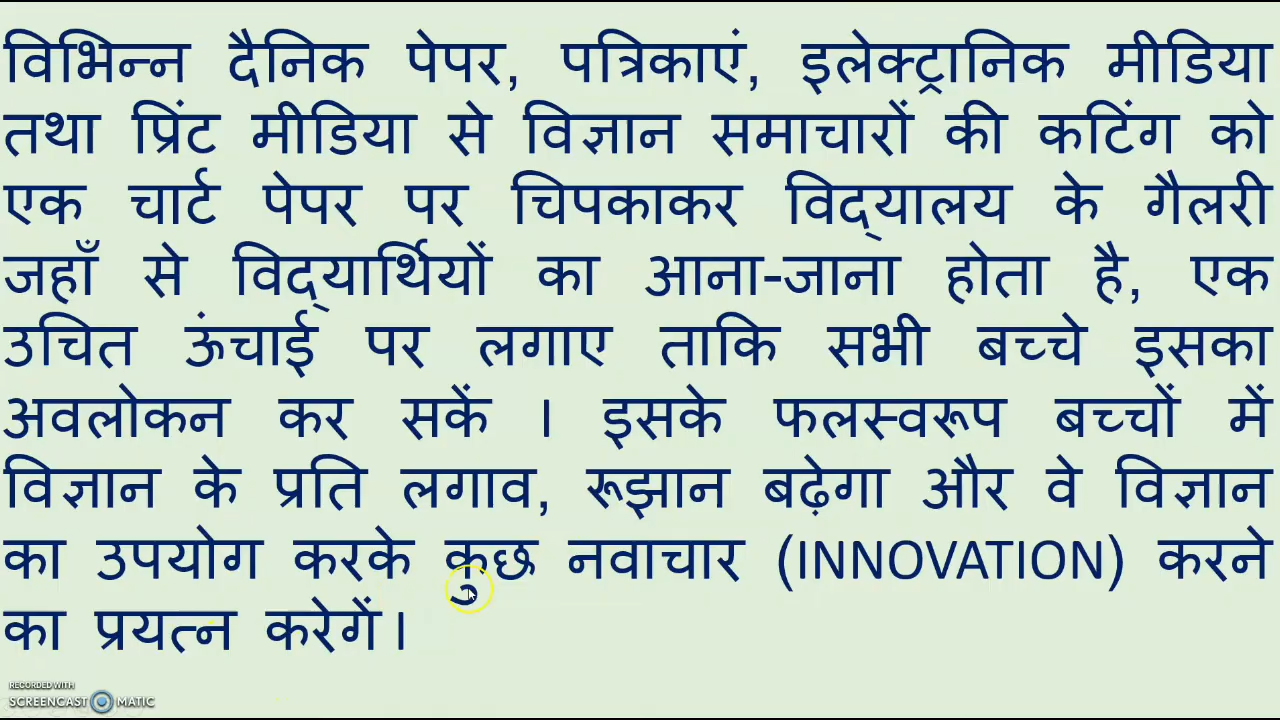 विभिन्न दैनिक पेपर, पत्रिकाएं, इलेक्ट्रानिक मीडिया
तथा प्रिंट मीडिया से विज्ञान समाचारों की कटिंग को
एक चार्ट पेपर पर चिपकाकर विद्यालय के गैलरी
जहाँ से विद्यार्थियों का आना-जाना होता है, एक
उचित ऊंचाई पर लगाए ताकि सभी बच्चे इसका
अवलोकन कर सकें । इसके फलस्वरूप बच्चों में
विज्ञान के प्रति लगाव, रूझान बढ़ेगा और वे विज्ञान
का उपयोग करके कुछ नवाचार (INNOVATION) करने
का प्रयत्न करेगें।
RECORDED WITH
SCREENCAST MATIC